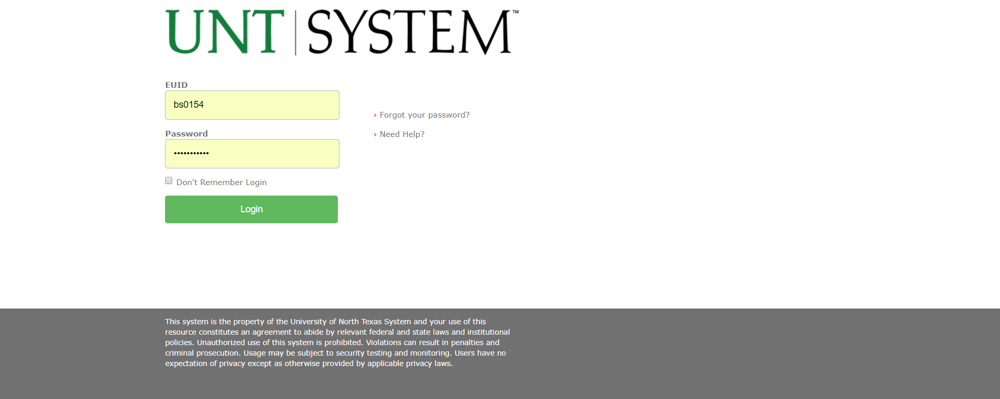 UNT | SYSTEM™
EUID
bs0154
› Forgot your password?
Password
› Need Help?
•••••••••••
Don't Remember Login
Login
This system is the property of the University of North Texas System and your use of this
resource constitutes an agreement to abide by relevant federal and state laws and institutional
policies. Unauthorized use of this system is prohibited. Violations can result in penalties and
criminal prosecution. Usage may be subject to security testing and monitoring. Users have no
expectation of privacy except as otherwise provided by applicable privacy laws.